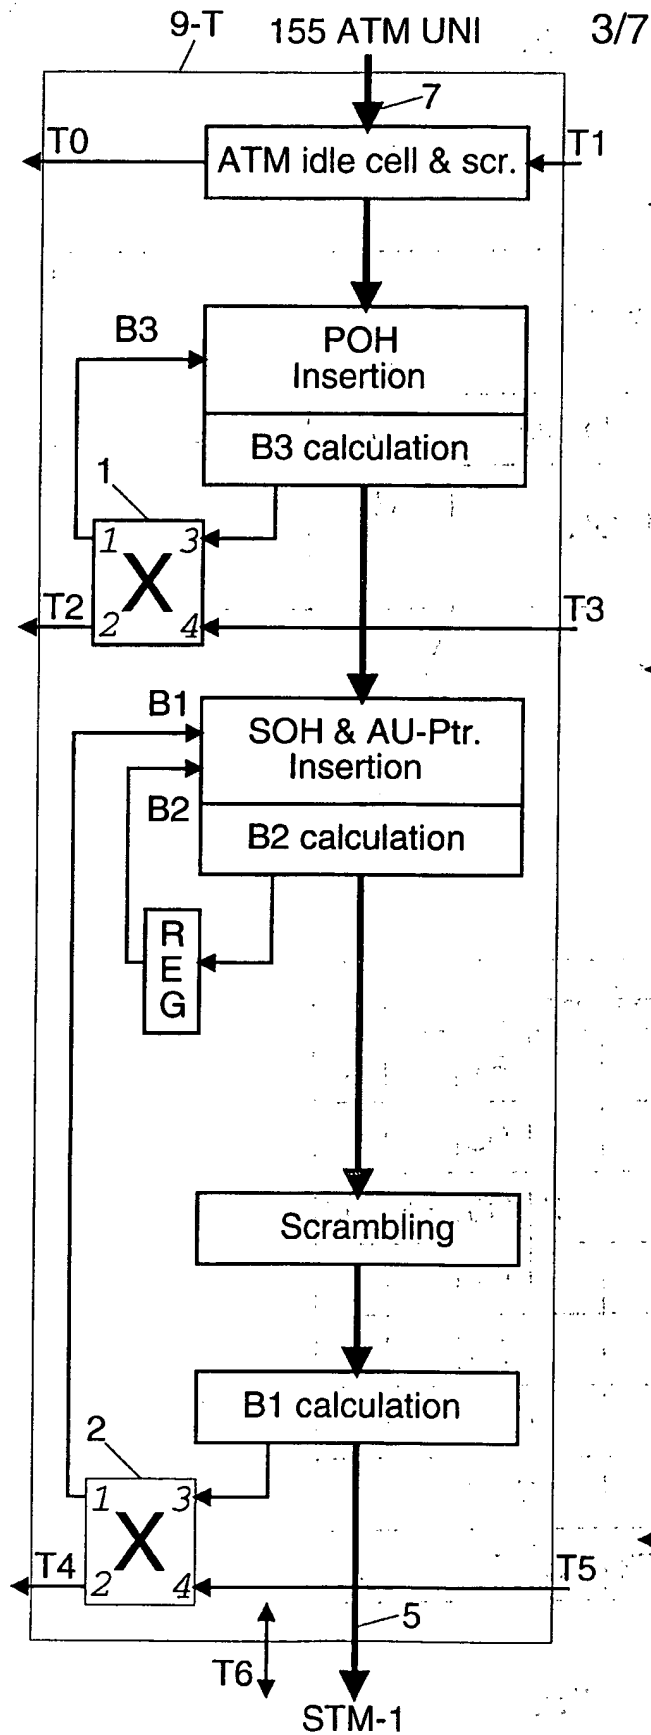 9-T
155 ATM UNI
3/7
7
T0
T1
ATM idle cell & scr.
B3
POH
Insertion
B3 calculation
1
1 3
X
2 4
T2
T3
B1
SOH & AU-Ptr.
Insertion
B2
B2 calculation
R
E
G
Scrambling
B1 calculation
2
1 3
X
2 4
T4
T5
5
T6
STM-1